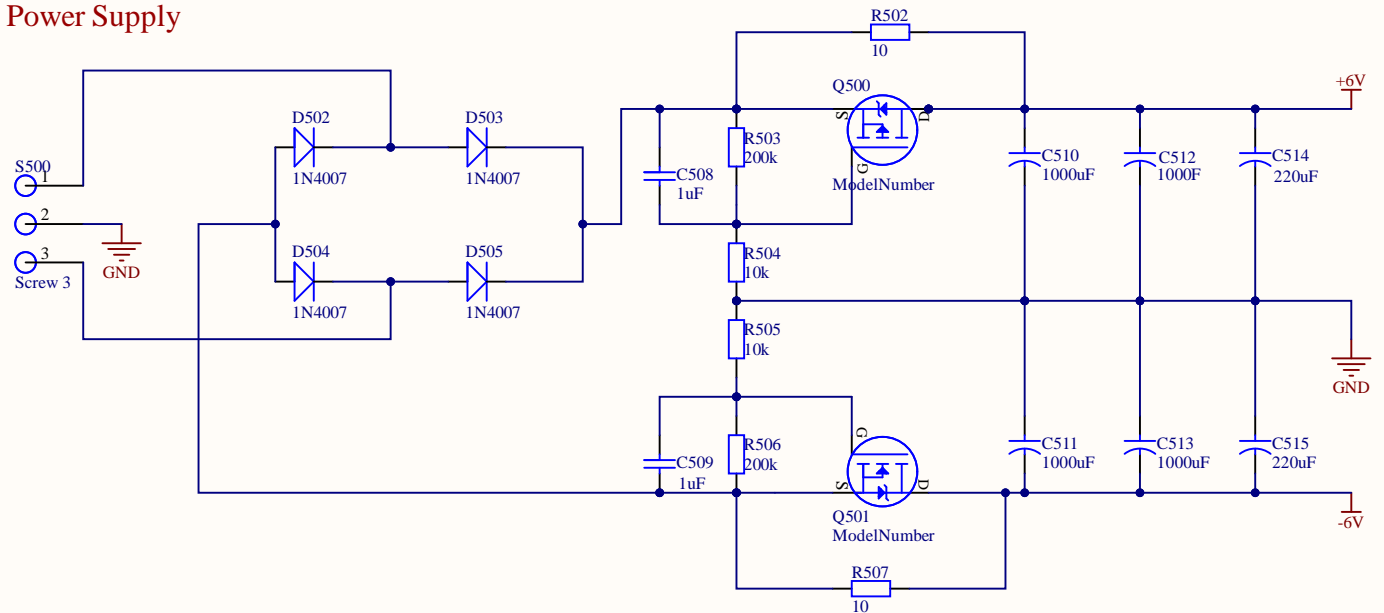 Power Supply
R502
10
+6V
Q500
S
D
G
ModelNumber
D502
1N4007
D503
1N4007
S500
1
2
3
Screw 3
GND
D504
1N4007
D505
1N4007
C508
1uF
R503
200k
R504
10k
R505
10k
C510
1000uF
C512
1000F
C514
220uF
GND
C509
1uF
R506
200k
G
S
D
Q501
ModelNumber
C511
1000uF
C513
1000uF
C515
220uF
-6V
R507
10